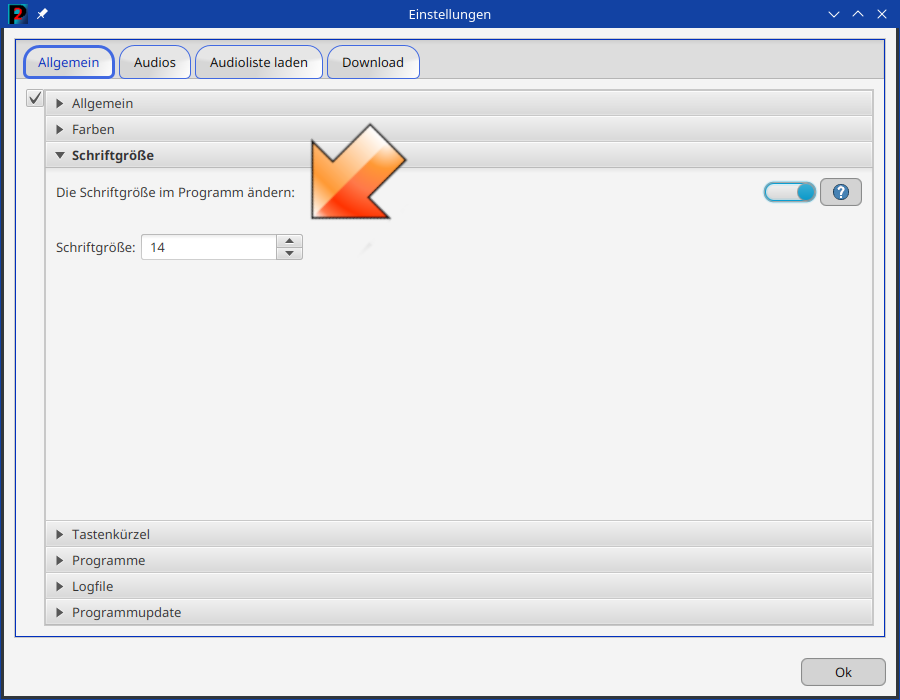 Einstellungen
Allgemein Audios Audioliste laden Download
Allgemein
Farben
Schriftgröße
Die Schriftgröße im Programm ändern: ?
Schriftgröße: 14
Tastenkürzel
Programme
Logfile
Programmupdate
Ok